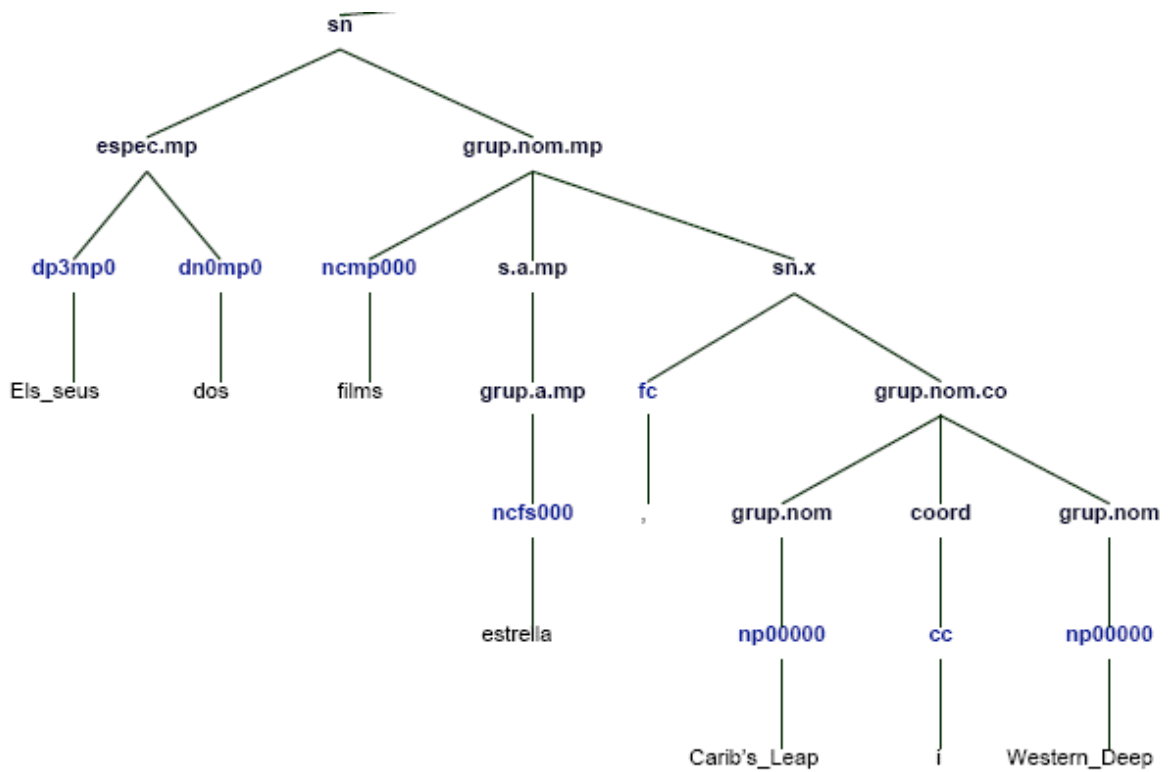 sn
espec.mp grup.nom.mp
dp3mp0 dn0mp0 ncmp000 s.a.mp sn.x
Els_seus dos films grup.a.mp fc grup.nom.co
ncfs000 , grup.nom coord grup.nom
estrella np00000 cc np00000
Carib's_Leap i Western_Deep